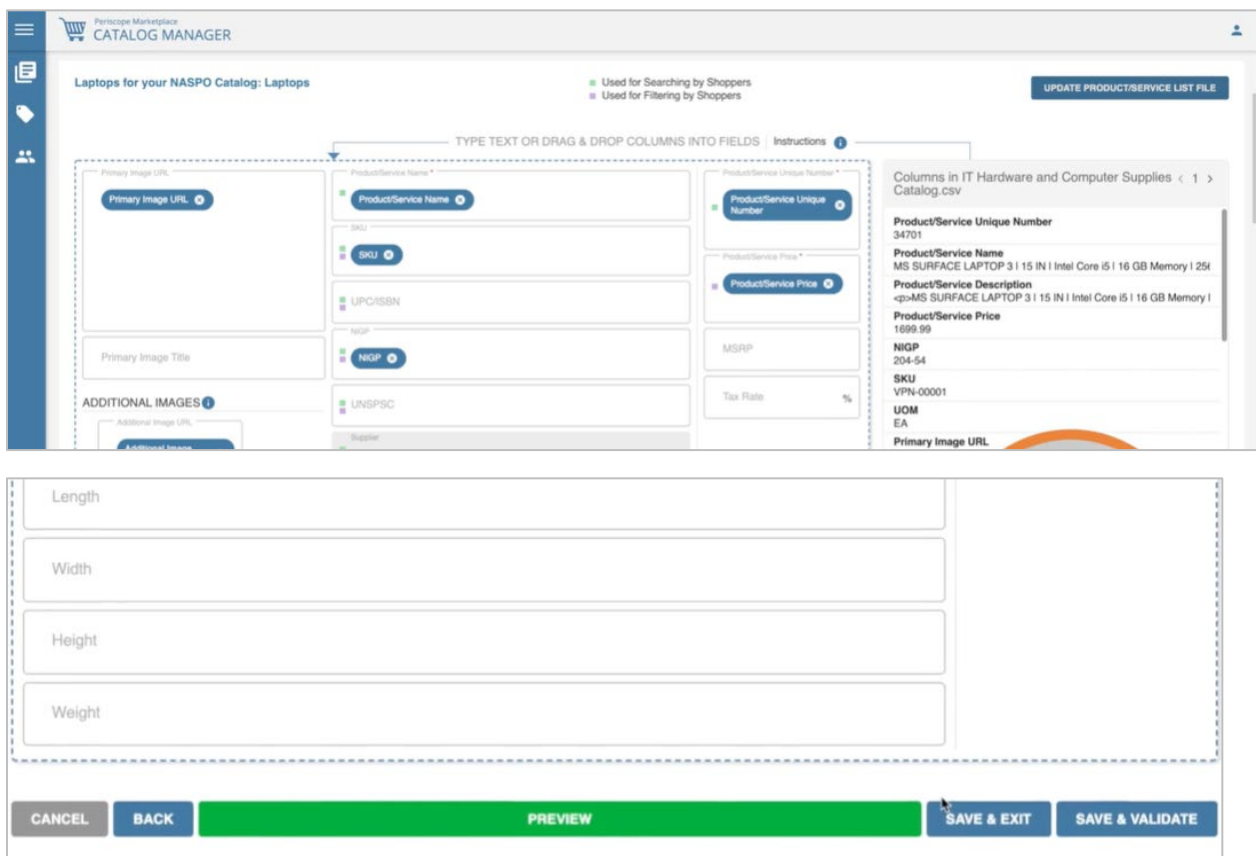 Periscope Marketplace
CATALOG MANAGER
Laptops for your NASPO Catalog: Laptops
Used for Searching by Shoppers
Used for Filtering by Shoppers
UPDATE PRODUCT/SERVICE LIST FILE
TYPE TEXT OR DRAG & DROP COLUMNS INTO FIELDS
Instructions
Primary Image URL
Primary Image URL
Primary Image Title
ADDITIONAL IMAGES
Additional Image URL
Additional Image
Product/Service Name *
Product/Service Name
SKU
SKU
UPC/ISBN
NIGP
NIGP
UNSPSC
Supplier
Product/Service Unique Number *
Product/Service Unique
Number
Product/Service Price *
Product/Service Price
MSRP
Tax Rate %
Columns in IT Hardware and Computer Supplies < 1 >
Catalog.csv
Product/Service Unique Number
34701
Product/Service Name
MS SURFACE LAPTOP 3 | 15 IN | Intel Core i5 | 16 GB Memory | 256
Product/Service Description
<p>MS SURFACE LAPTOP 3 | 15 IN | Intel Core i5 | 16 GB Memory |
Product/Service Price
1699.99
NIGP
204-54
SKU
VPN-00001
UOM
EA
Primary Image URL
Length
Width
Height
Weight
CANCEL
BACK
PREVIEW
SAVE & EXIT
SAVE & VALIDATE